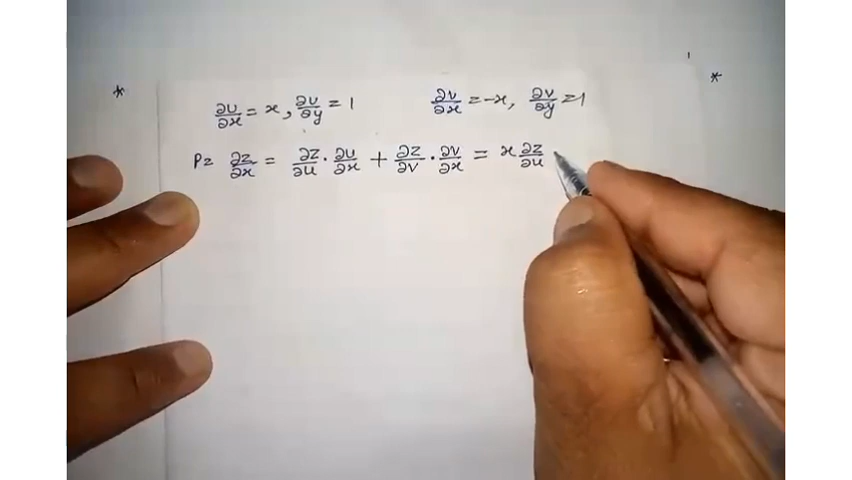 * ∂u/∂x = x, ∂u/∂y = 1 ∂v/∂x = -x, ∂v/∂y = 1 *
P= ∂z/∂x = ∂z/∂u · ∂u/∂x + ∂z/∂v · ∂v/∂x = x ∂z/∂u